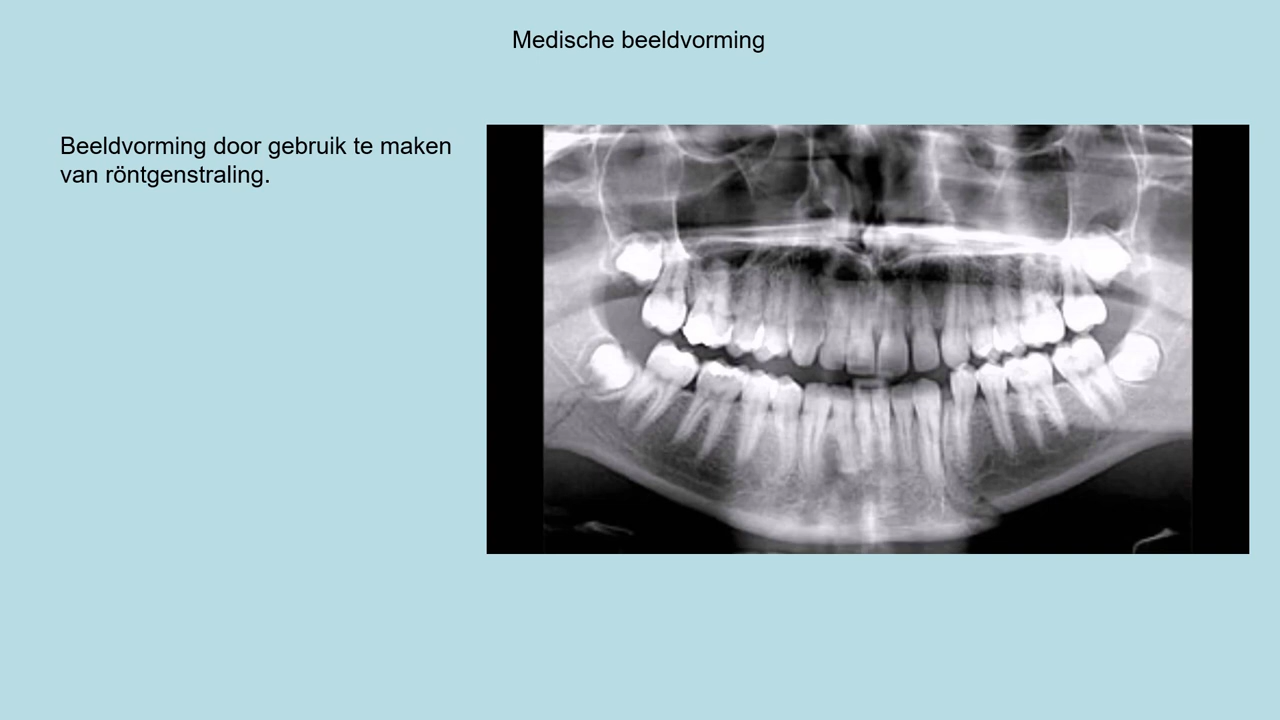 Medische beeldvorming
Beeldvorming door gebruik te maken
van röntgenstraling.